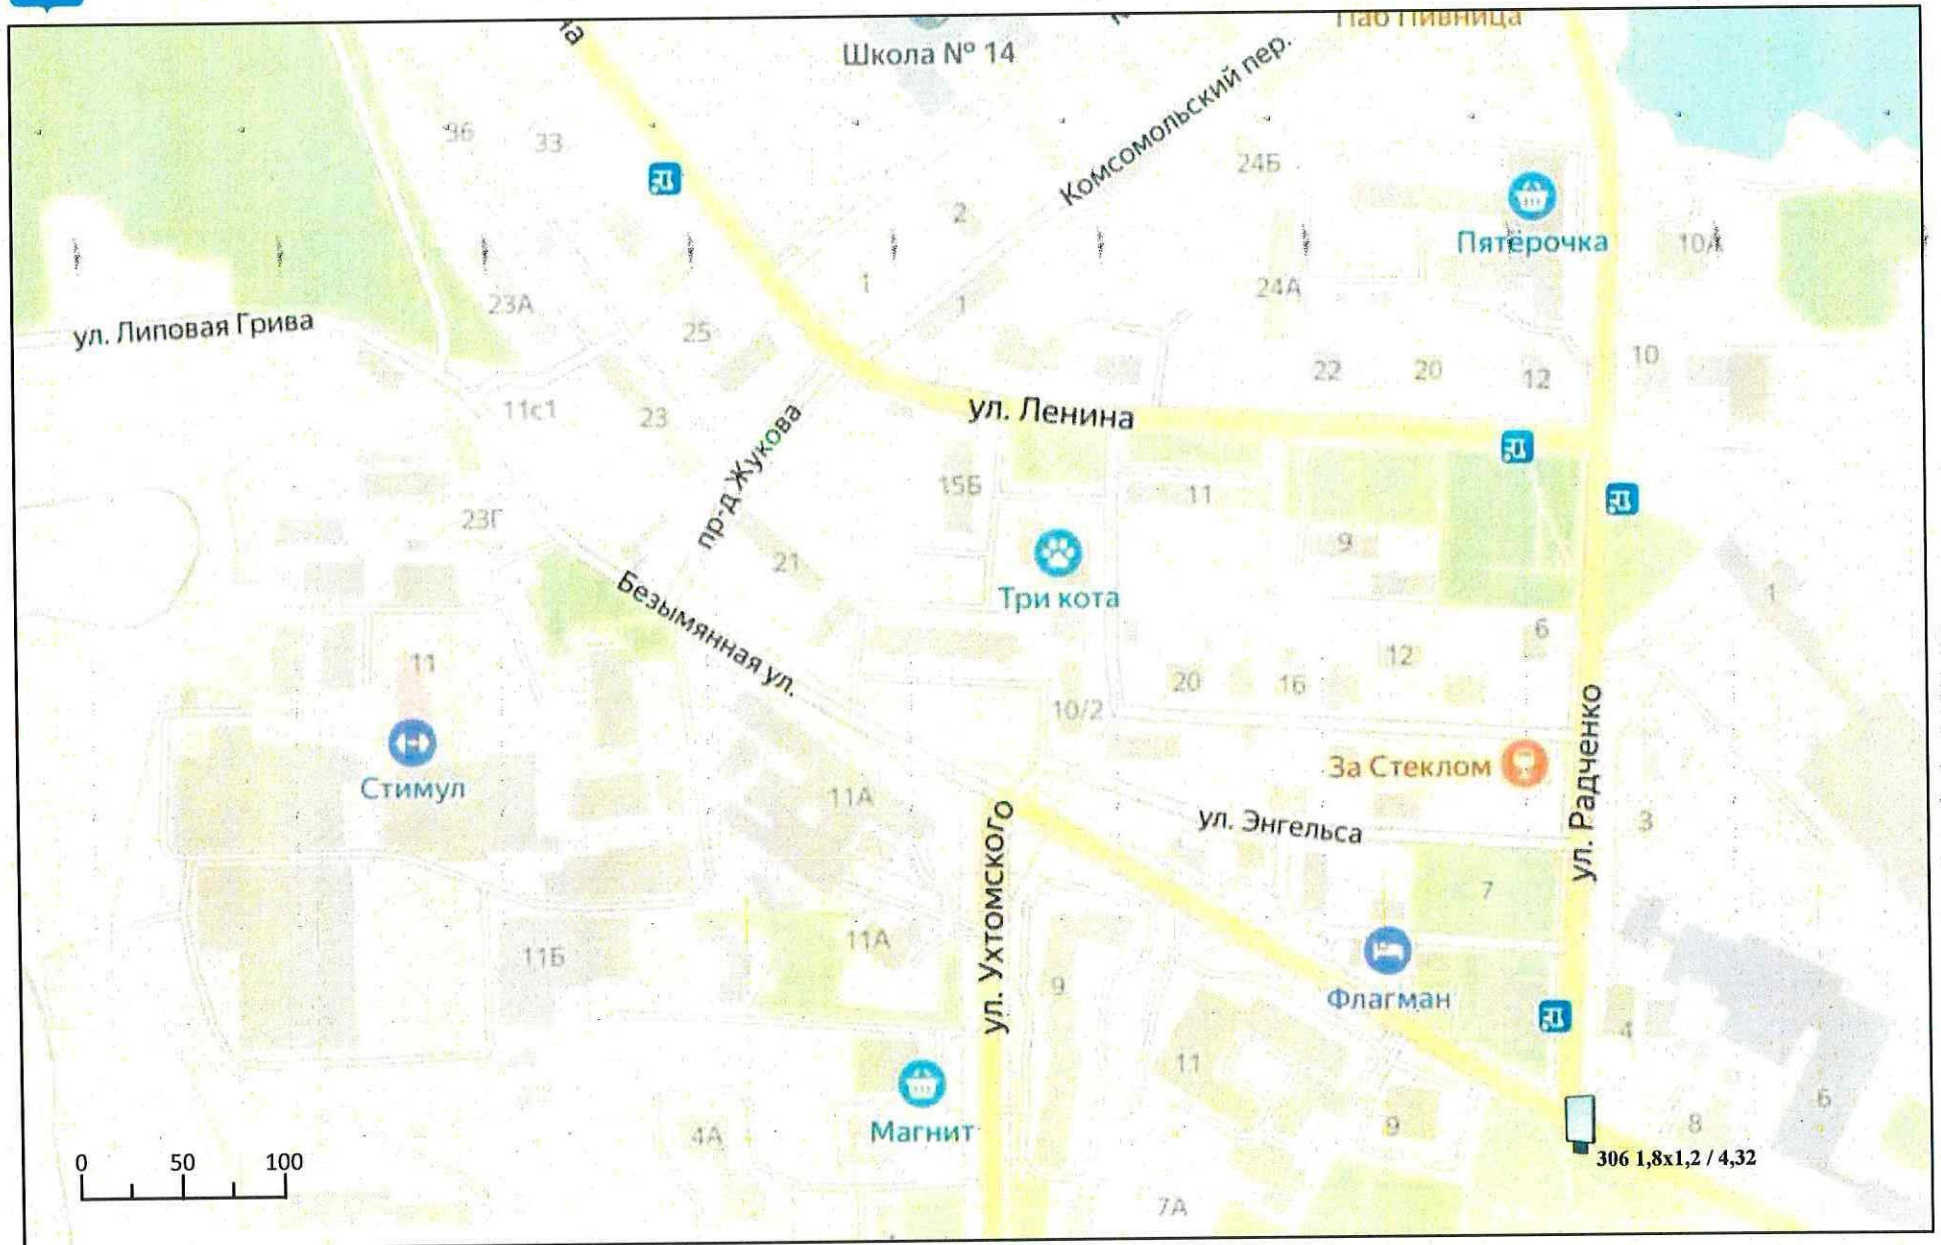 Паб Пивница
Школа № 14
Комсомольский пер.
36
33
24Б
2
Пятёрочка
10А
1
23А
1
24А
ул. Липовая Грива
25
10
22
20
12
11с1
23
ул. Ленина
пр-д Жукова
15Б
11
23Г
9
21
Три кота
1
Безымянная ул.
6
11
12
20
16
10/2
За Стеклом
ул. Радченко
Стимул
11А
ул. Энгельса
3
ул. Ухтомского
7
11А
11Б
9
Флагман
4
11
6
Магнит
4А
9
8
306 1,8х1,2 / 4,32
0 50 100
7А